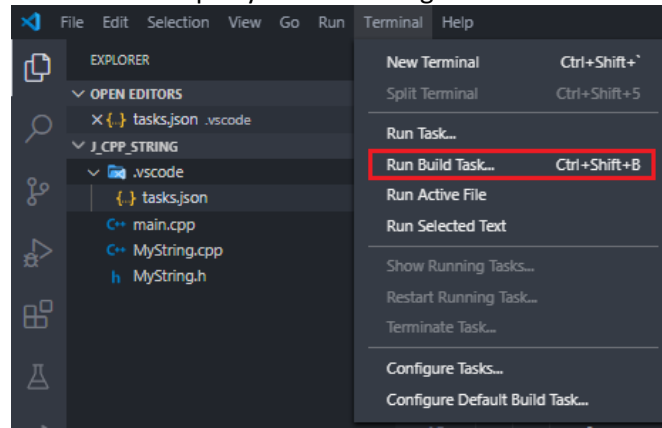 File Edit Selection View Go Run Terminal Help
EXPLORER
OPEN EDITORS
{..} tasks.json .vscode
J_CPP_STRING
.vscode
{..} tasks.json
C++ main.cpp
C++ MyString.cpp
h MyString.h
New Terminal Ctrl+Shift+`
Split Terminal Ctrl+Shift+5
Run Task...
Run Build Task... Ctrl+Shift+B
Run Active File
Run Selected Text
Show Running Tasks...
Restart Running Task...
Terminate Task...
Configure Tasks...
Configure Default Build Task...